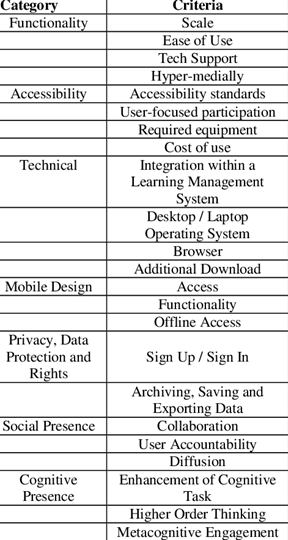 Category Criteria
Functionality Scale
Ease of Use
Tech Support
Hyper-medially
Accessibility Accessibility standards
User-focused participation
Required equipment
Cost of use
Technical Integration within a
Learning Management
System
Desktop / Laptop
Operating System
Browser
Additional Download
Mobile Design Access
Functionality
Offline Access
Privacy, Data
Protection and Sign Up / Sign In
Rights
Archiving, Saving and
Exporting Data
Social Presence Collaboration
User Accountability
Diffusion
Cognitive Enhancement of Cognitive
Presence Task
Higher Order Thinking
Metacognitive Engagement